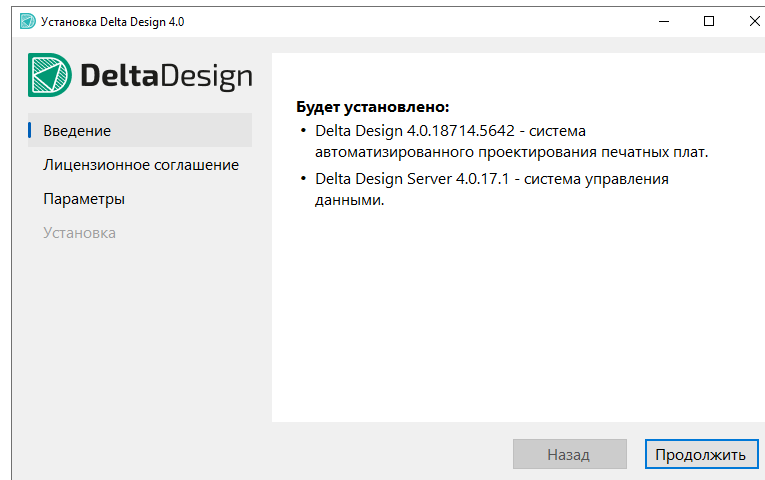 Установка Delta Design 4.0
DeltaDesign
Введение
Лицензионное соглашение
Параметры
Установка
Будет установлено:
• Delta Design 4.0.18714.5642 - система
автоматизированного проектирования печатных плат.
• Delta Design Server 4.0.17.1 - система управления
данными.
Назад
Продолжить